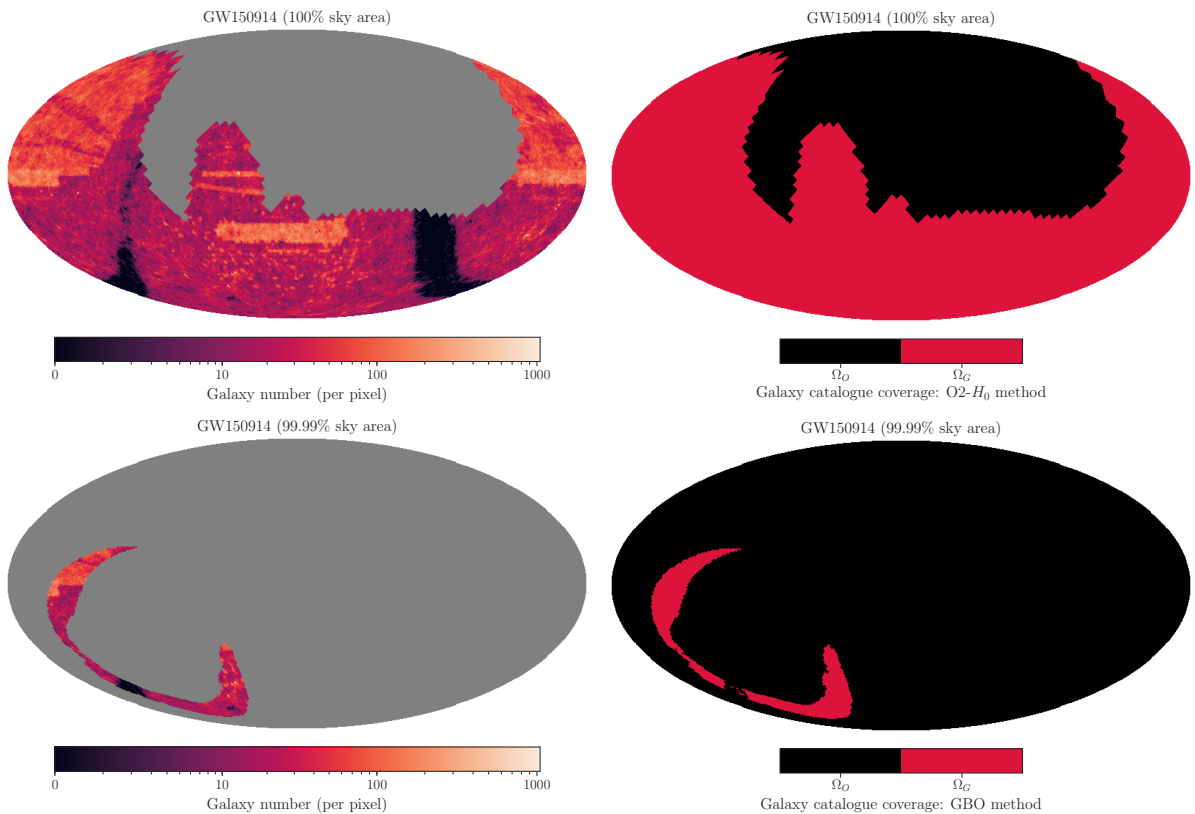 GW150914 (100% sky area)
GW150914 (100% sky area)
0 10 100 1000
Galaxy number (per pixel)
Ω_O Ω_G
Galaxy catalogue coverage: O2-H_0 method
GW150914 (99.99% sky area)
GW150914 (99.99% sky area)
0 10 100 1000
Galaxy number (per pixel)
Ω_O Ω_G
Galaxy catalogue coverage: GBO method